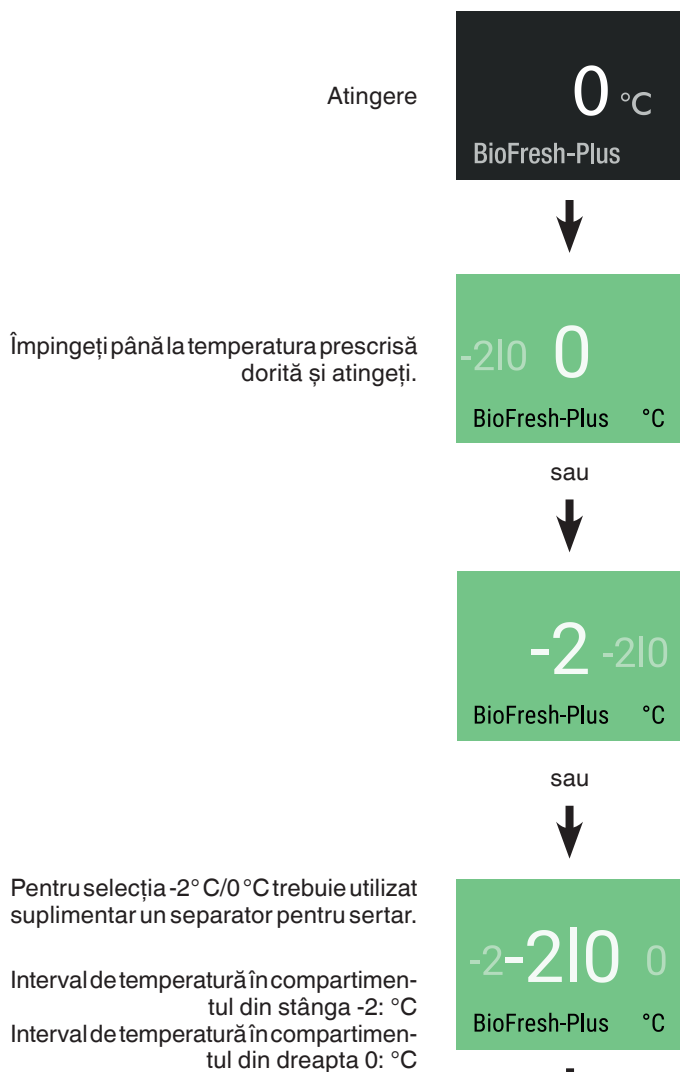 Atingere
0 °C
BioFresh-Plus
Împingeți până la temperatura prescrisă
dorită și atingeți.
-2|0 0
BioFresh-Plus °C
sau
-2 -2|0
BioFresh-Plus °C
sau
Pentru selecția -2° C/0 °C trebuie utilizat
suplimentar un separator pentru sertar.
Interval de temperatură în compartimen-
tul din stânga -2: °C
Interval de temperatură în compartimen-
tul din dreapta 0: °C
-2 -2|0 0
BioFresh-Plus °C